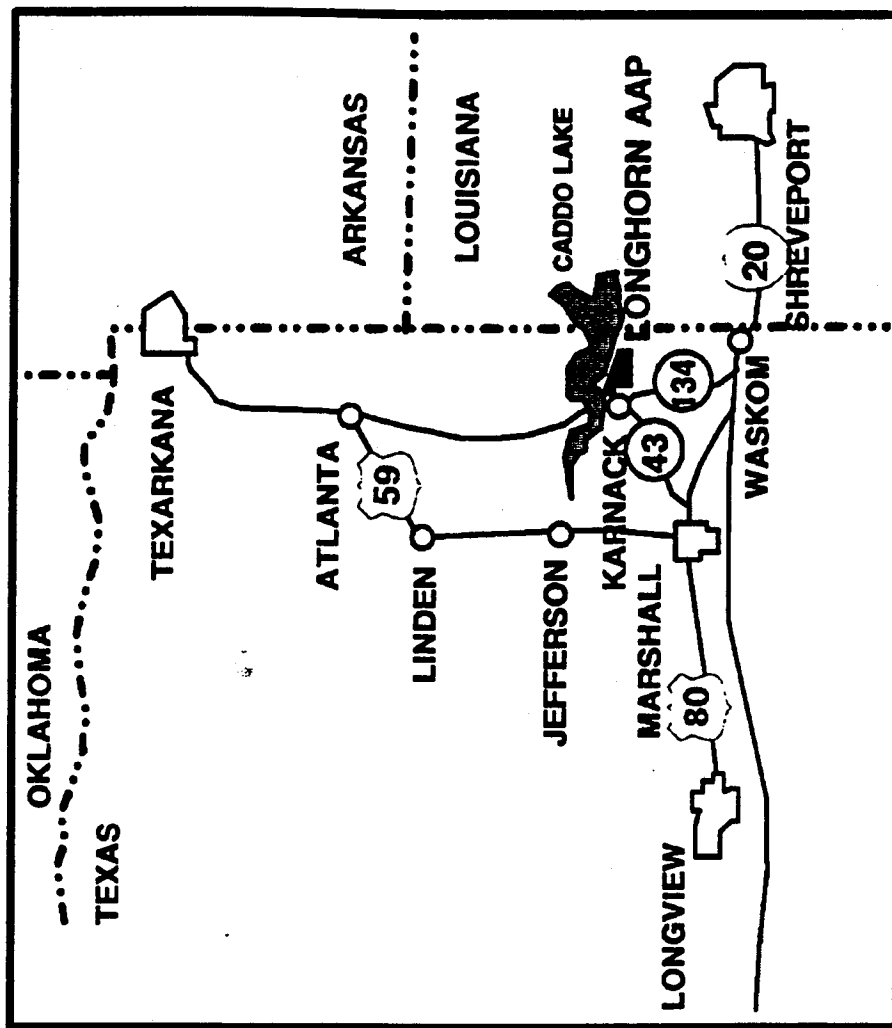 OKLAHOMA
TEXAS
ARKANSAS
LOUISIANA
TEXARKANA
ATLANTA
59
LINDEN
JEFFERSON
CADDO LAKE
LONGHORN AAP
KARNACK
43
134
MARSHALL
80
LONGVIEW
WASKOM
20
SHREVEPORT